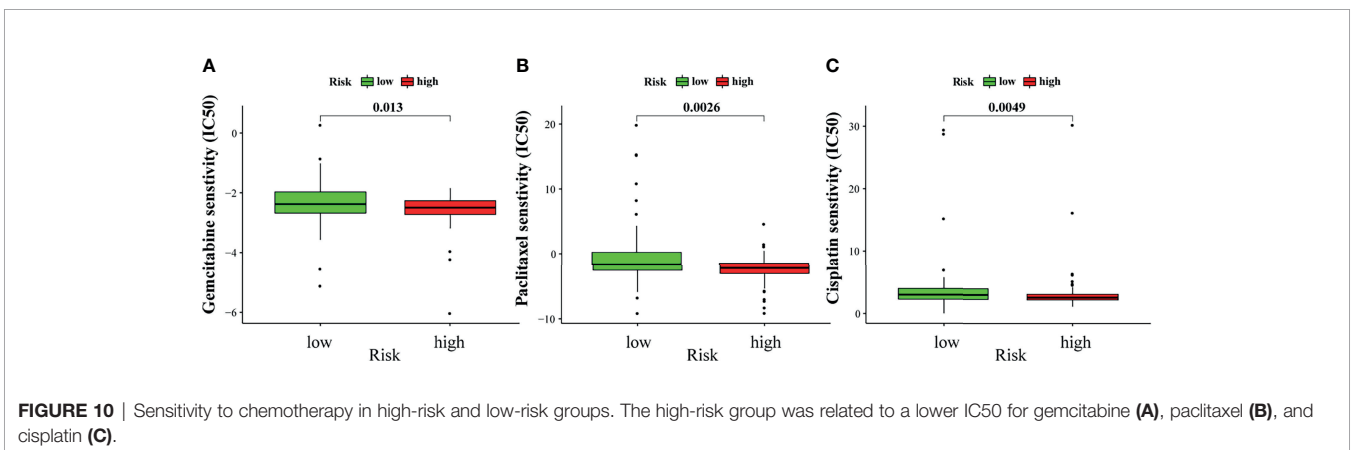 A
Risk low high
0.013
Gemcitabine senstivity (IC50)
0
−2
−4
−6
low high
Risk
B
Risk low high
0.0026
Paclitaxel senstivity (IC50)
20
10
0
−10
low high
Risk
C
Risk low high
0.0049
Cisplatin senstivity (IC50)
30
20
10
0
low high
Risk
FIGURE 10 | Sensitivity to chemotherapy in high-risk and low-risk groups. The high-risk group was related to a lower IC50 for gemcitabine (A), paclitaxel (B), and
cisplatin (C).